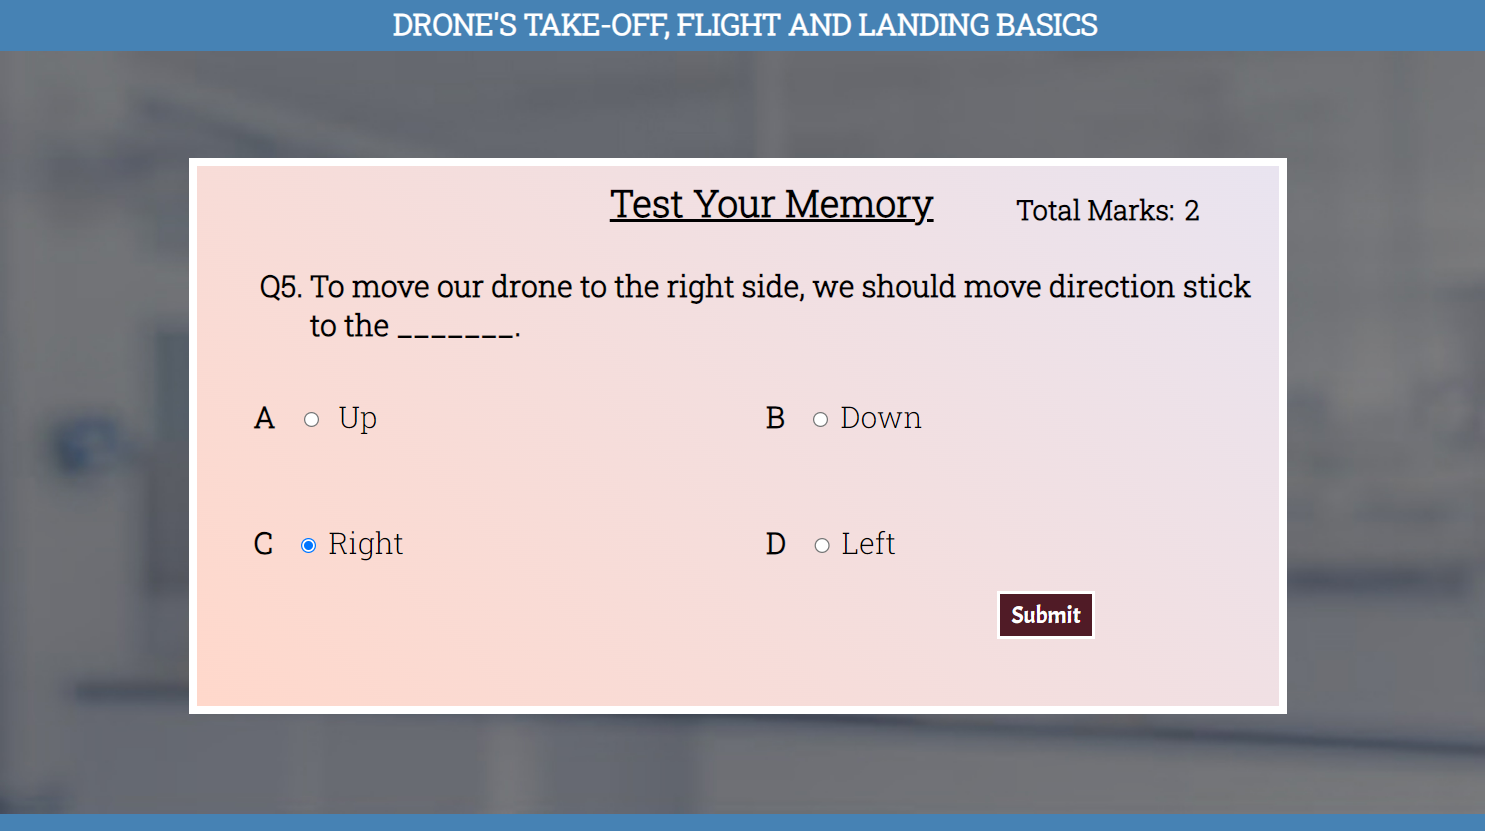 DRONE'S TAKE-OFF, FLIGHT AND LANDING BASICS
Test Your Memory
Total Marks: 2
Q5. To move our drone to the right side, we should move direction stick
to the _______.
A Up
B Down
C Right
D Left
Submit